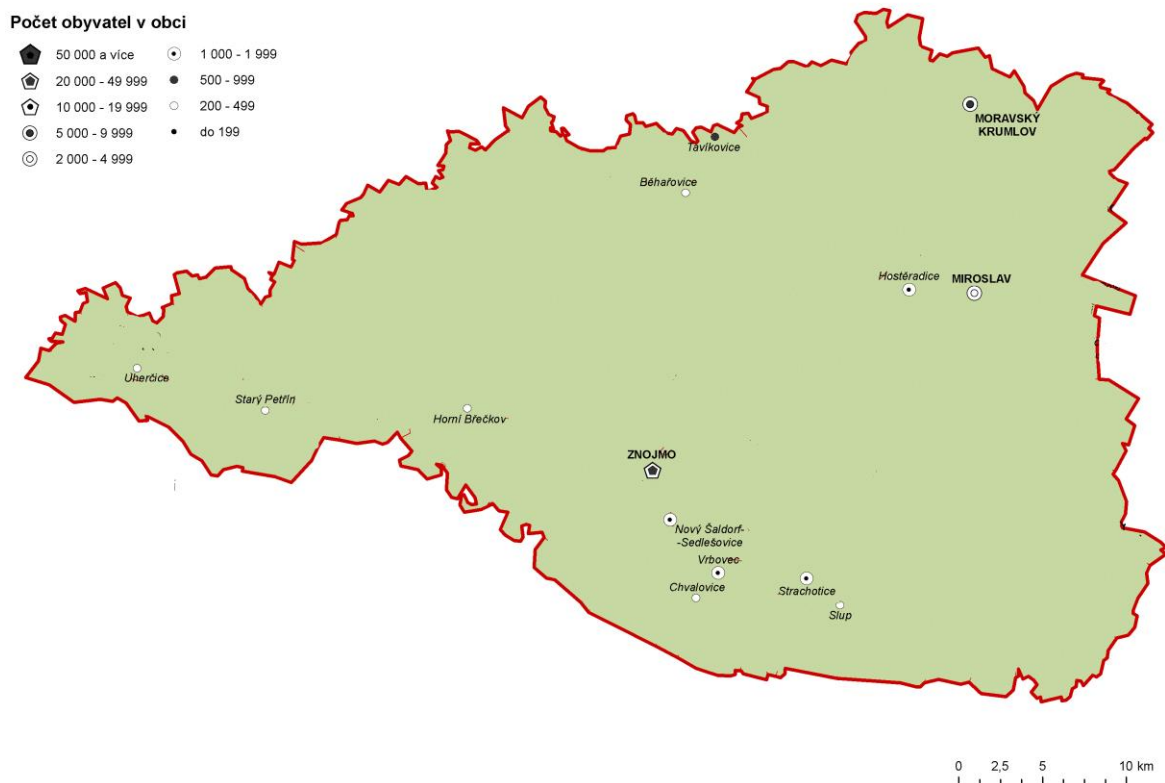 Počet obyvatel v obci
50 000 a více
20 000 - 49 999
10 000 - 19 999
5 000 - 9 999
2 000 - 4 999
1 000 - 1 999
500 - 999
200 - 499
do 199
MORAVSKÝ
KRUMLOV
Tavíkovice
Běhařovice
Hostěradice
MIROSLAV
Uherčice
Starý Petřín
Horní Břečkov
ZNOJMO
Nový Šaldorf-
-Sedlešovice
Vrbovec
Chvalovice
Strachotice
Slup
0 2,5 5 10 km